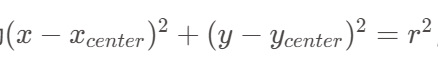 (x − x_center)² + (y − y_center)² = r²